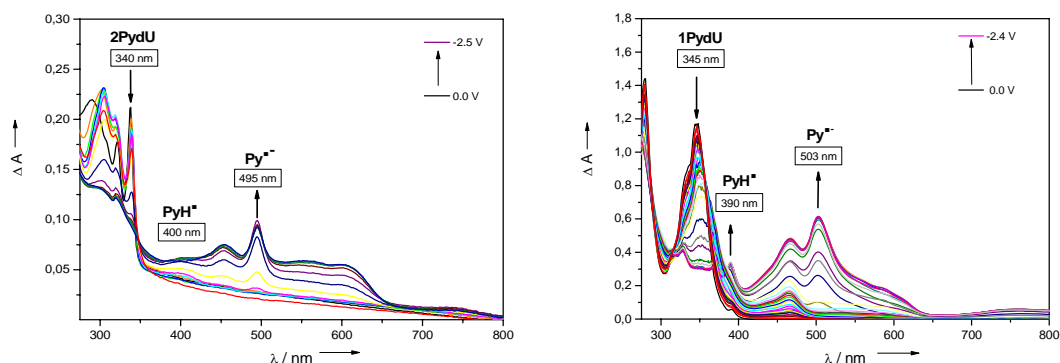 0,30
0,25
0,20
0,15
0,10
0,05
300 400 500 600 700 800
Δ A
λ / nm
2PydU
340 nm
PyH▪
400 nm
Py▪−
495 nm
-2.5 V
0.0 V
1,8
1,6
1,4
1,2
1,0
0,8
0,6
0,4
0,2
0,0
300 400 500 600 700 800
Δ A
λ / nm
1PydU
345 nm
PyH▪
390 nm
Py▪-
503 nm
-2.4 V
0.0 V